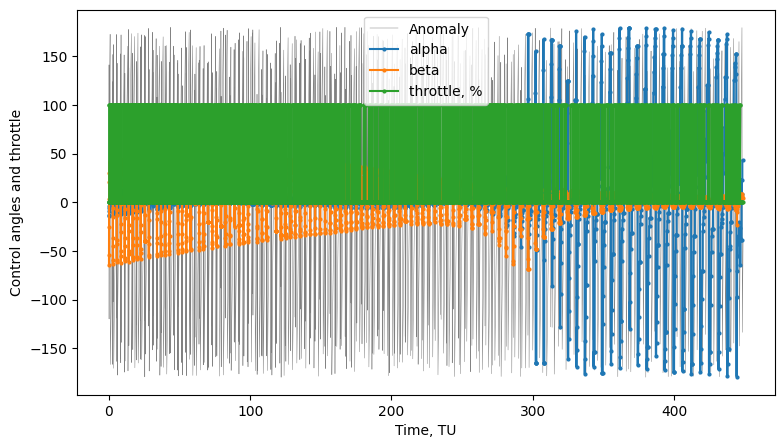 Control angles and throttle
150
100
50
0
−50
−100
−150
Anomaly
alpha
beta
throttle, %
0 100 200 300 400
Time, TU